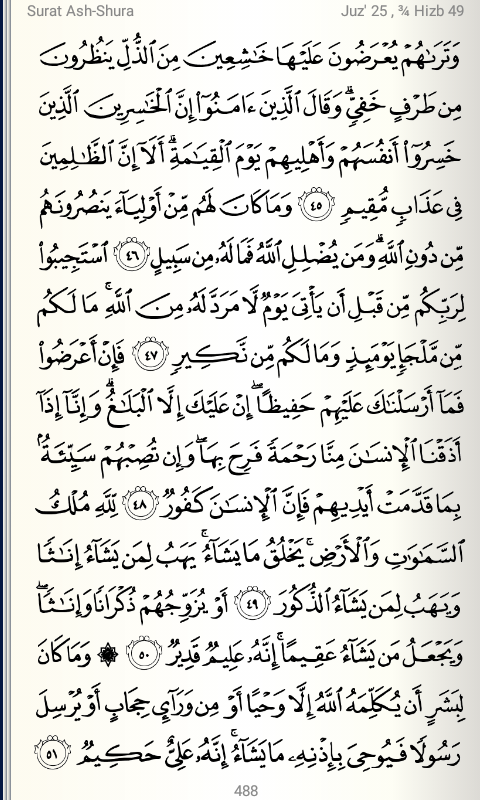 Surat Ash-Shura
Juz' 25 , ¾ Hizb 49
وَتَرَىٰهُمْ يُعْرَضُونَ عَلَيْهَا خَـٰشِعِينَ مِنَ ٱلذُّلِّ يَنظُرُونَ
مِن طَرْفٍ خَفِىٍّ ۗ وَقَالَ ٱلَّذِينَ ءَامَنُوٓا۟ إِنَّ ٱلْخَـٰسِرِينَ ٱلَّذِينَ
خَسِرُوٓا۟ أَنفُسَهُمْ وَأَهْلِيهِمْ يَوْمَ ٱلْقِيَـٰمَةِ ۗ أَلَآ إِنَّ ٱلظَّـٰلِمِينَ
فِى عَذَابٍ مُّقِيمٍ ٤٥ وَمَا كَانَ لَهُم مِّنْ أَوْلِيَآءَ يَنصُرُونَهُم
مِّن دُونِ ٱللَّهِ ۗ وَمَن يُضْلِلِ ٱللَّهُ فَمَا لَهُۥ مِن سَبِيلٍ ٤٦ ٱسْتَجِيبُوا۟
لِرَبِّكُم مِّن قَبْلِ أَن يَأْتِىَ يَوْمٌ لَّا مَرَدَّ لَهُۥ مِنَ ٱللَّهِ ۚ مَا لَكُم
مِّن مَّلْجَإٍ يَوْمَئِذٍ وَمَا لَكُم مِّن نَّكِيرٍ ٤٧ فَإِنْ أَعْرَضُوا۟
فَمَآ أَرْسَلْنَـٰكَ عَلَيْهِمْ حَفِيظًا ۖ إِنْ عَلَيْكَ إِلَّا ٱلْبَلَـٰغُ ۗ وَإِنَّآ إِذَآ
أَذَقْنَا ٱلْإِنسَـٰنَ مِنَّا رَحْمَةً فَرِحَ بِهَا ۖ وَإِن تُصِبْهُمْ سَيِّئَةٌۢ
بِمَا قَدَّمَتْ أَيْدِيهِمْ فَإِنَّ ٱلْإِنسَـٰنَ كَفُورٌ ٤٨ لِّلَّهِ مُلْكُ
ٱلسَّمَـٰوَٰتِ وَٱلْأَرْضِ ۚ يَخْلُقُ مَا يَشَآءُ ۚ يَهَبُ لِمَن يَشَآءُ إِنَـٰثًا
وَيَهَبُ لِمَن يَشَآءُ ٱلذُّكُورَ ٤٩ أَوْ يُزَوِّجُهُمْ ذُكْرَانًا وَإِنَـٰثًا ۖ
وَيَجْعَلُ مَن يَشَآءُ عَقِيمًا ۚ إِنَّهُۥ عَلِيمٌ قَدِيرٌ ٥٠ ۞ وَمَا كَانَ
لِبَشَرٍ أَن يُكَلِّمَهُ ٱللَّهُ إِلَّا وَحْيًا أَوْ مِن وَرَآئِ حِجَابٍ أَوْ يُرْسِلَ
رَسُولًا فَيُوحِىَ بِإِذْنِهِۦ مَا يَشَآءُ ۚ إِنَّهُۥ عَلِىٌّ حَكِيمٌ ٥١
488